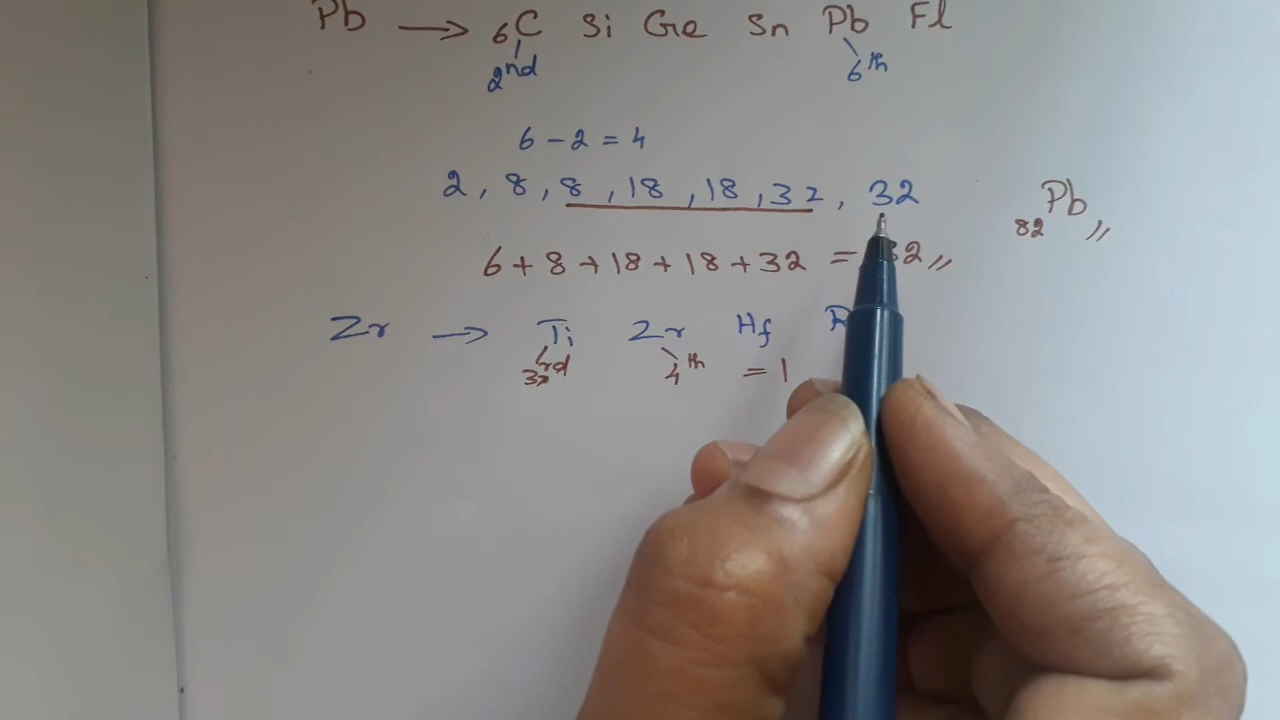 Pb → 6C Si Ge Sn Pb Fl
2nd 6th
6 - 2 = 4
2, 8, 8, 18, 18, 32, 32
82Pb,,
6 + 8 + 18 + 18 + 32 = 82,,
Zr → Ti Zr Hf
3rd 4th = 1